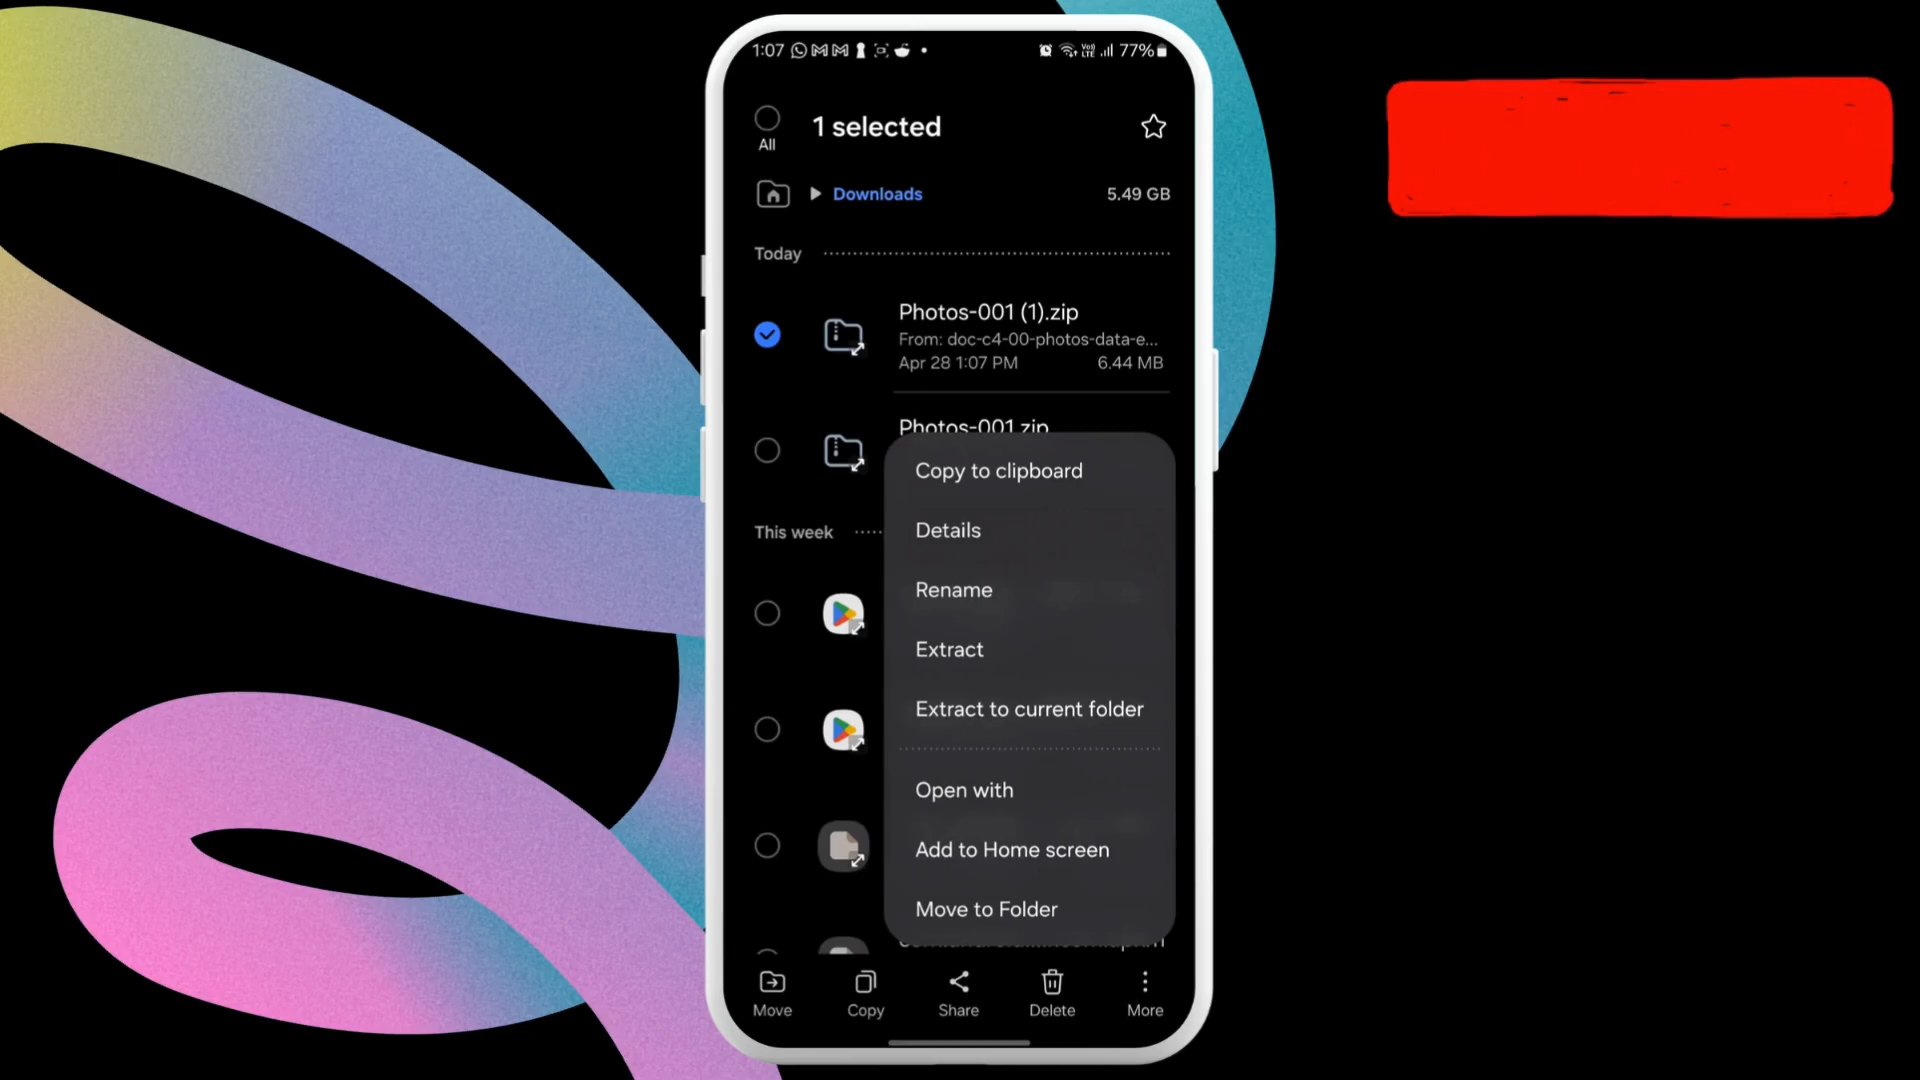 1:07
77%
All
1 selected
Downloads
5.49 GB
Today
Photos-001 (1).zip
From: doc-c4-00-photos-data-e...
Apr 28 1:07 PM
6.44 MB
Photos-001.zip
This week
Copy to clipboard
Details
Rename
Extract
Extract to current folder
Open with
Add to Home screen
Move to Folder
Move
Copy
Share
Delete
More